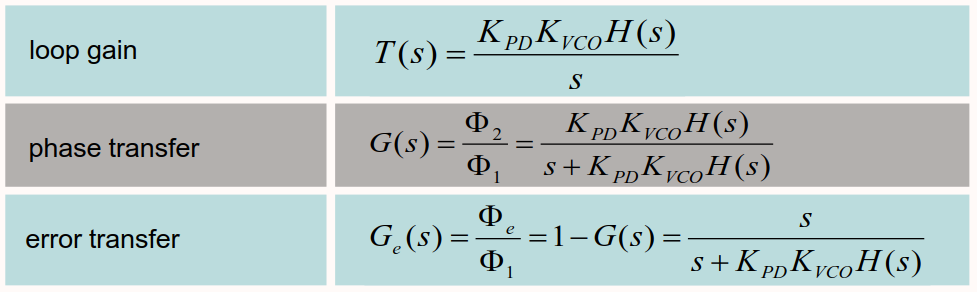 loop gain T(s) = K_PD K_VCO H(s) / s
phase transfer G(s) = Φ_2 / Φ_1 = K_PD K_VCO H(s) / (s + K_PD K_VCO H(s))
error transfer G_e(s) = Φ_e / Φ_1 = 1 − G(s) = s / (s + K_PD K_VCO H(s))